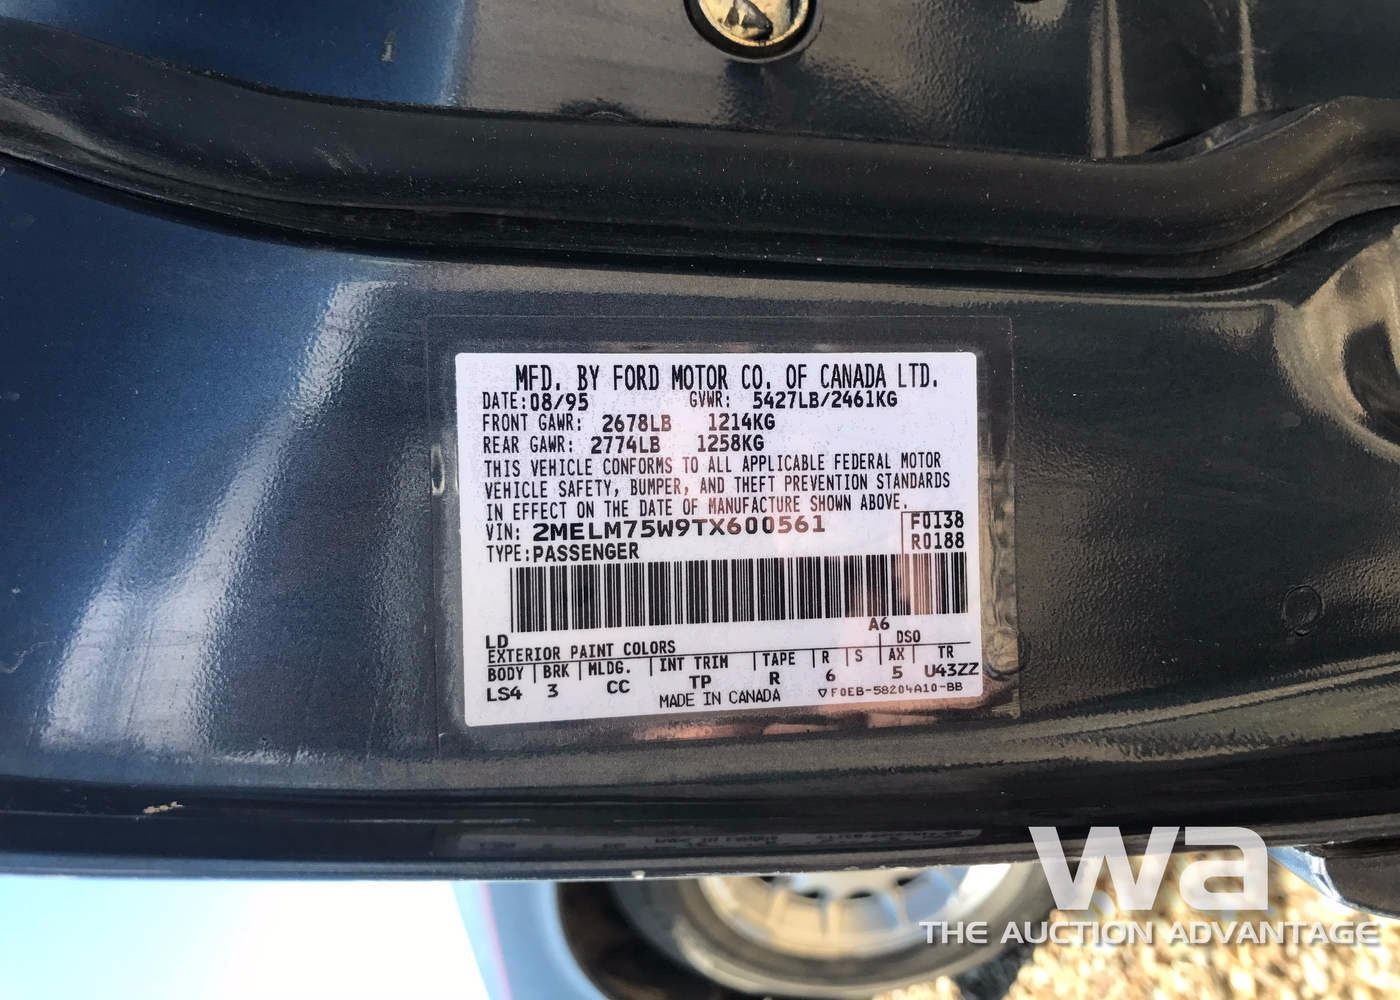 MFD. BY FORD MOTOR CO. OF CANADA LTD.
DATE: 08/95 GVWR: 5427LB/2461KG
FRONT GAWR: 2678LB 1214KG
REAR GAWR: 2774LB 1258KG
THIS VEHICLE CONFORMS TO ALL APPLICABLE FEDERAL MOTOR
VEHICLE SAFETY, BUMPER, AND THEFT PREVENTION STANDARDS
IN EFFECT ON THE DATE OF MANUFACTURE SHOWN ABOVE.
VIN: 2MELM75W9TX600561 F0138
TYPE: PASSENGER R0188
A6
LD DSO
EXTERIOR PAINT COLORS
BODY BRK MLDG. INT TRIM TAPE R S AX TR
LS4 3 CC TP R 6 5 U43ZZ
MADE IN CANADA ▽F0EB-58204A10-BB
wa
THE AUCTION ADVANTAGE